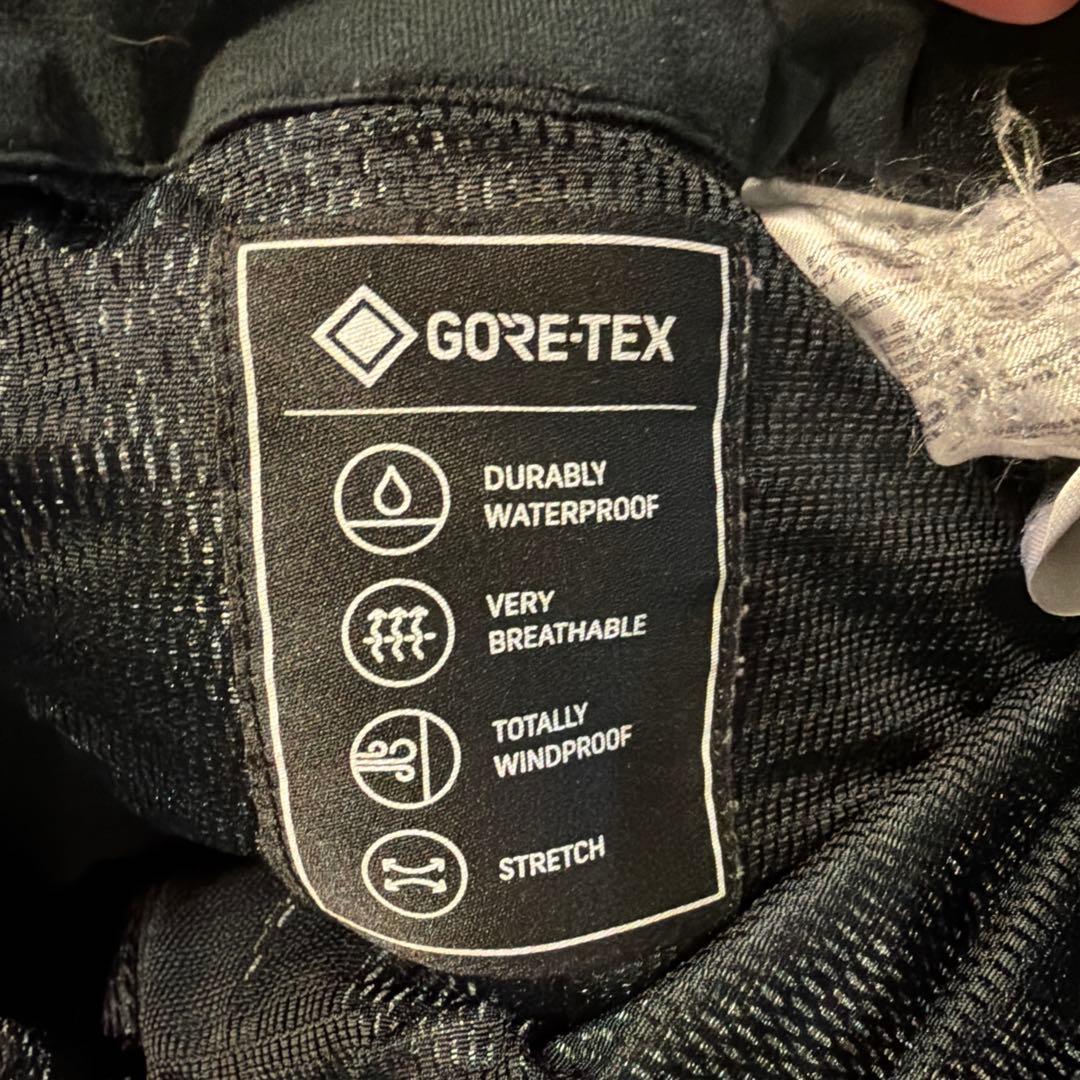 GORE-TEX
DURABLY
WATERPROOF
VERY
BREATHABLE
TOTALLY
WINDPROOF
STRETCH